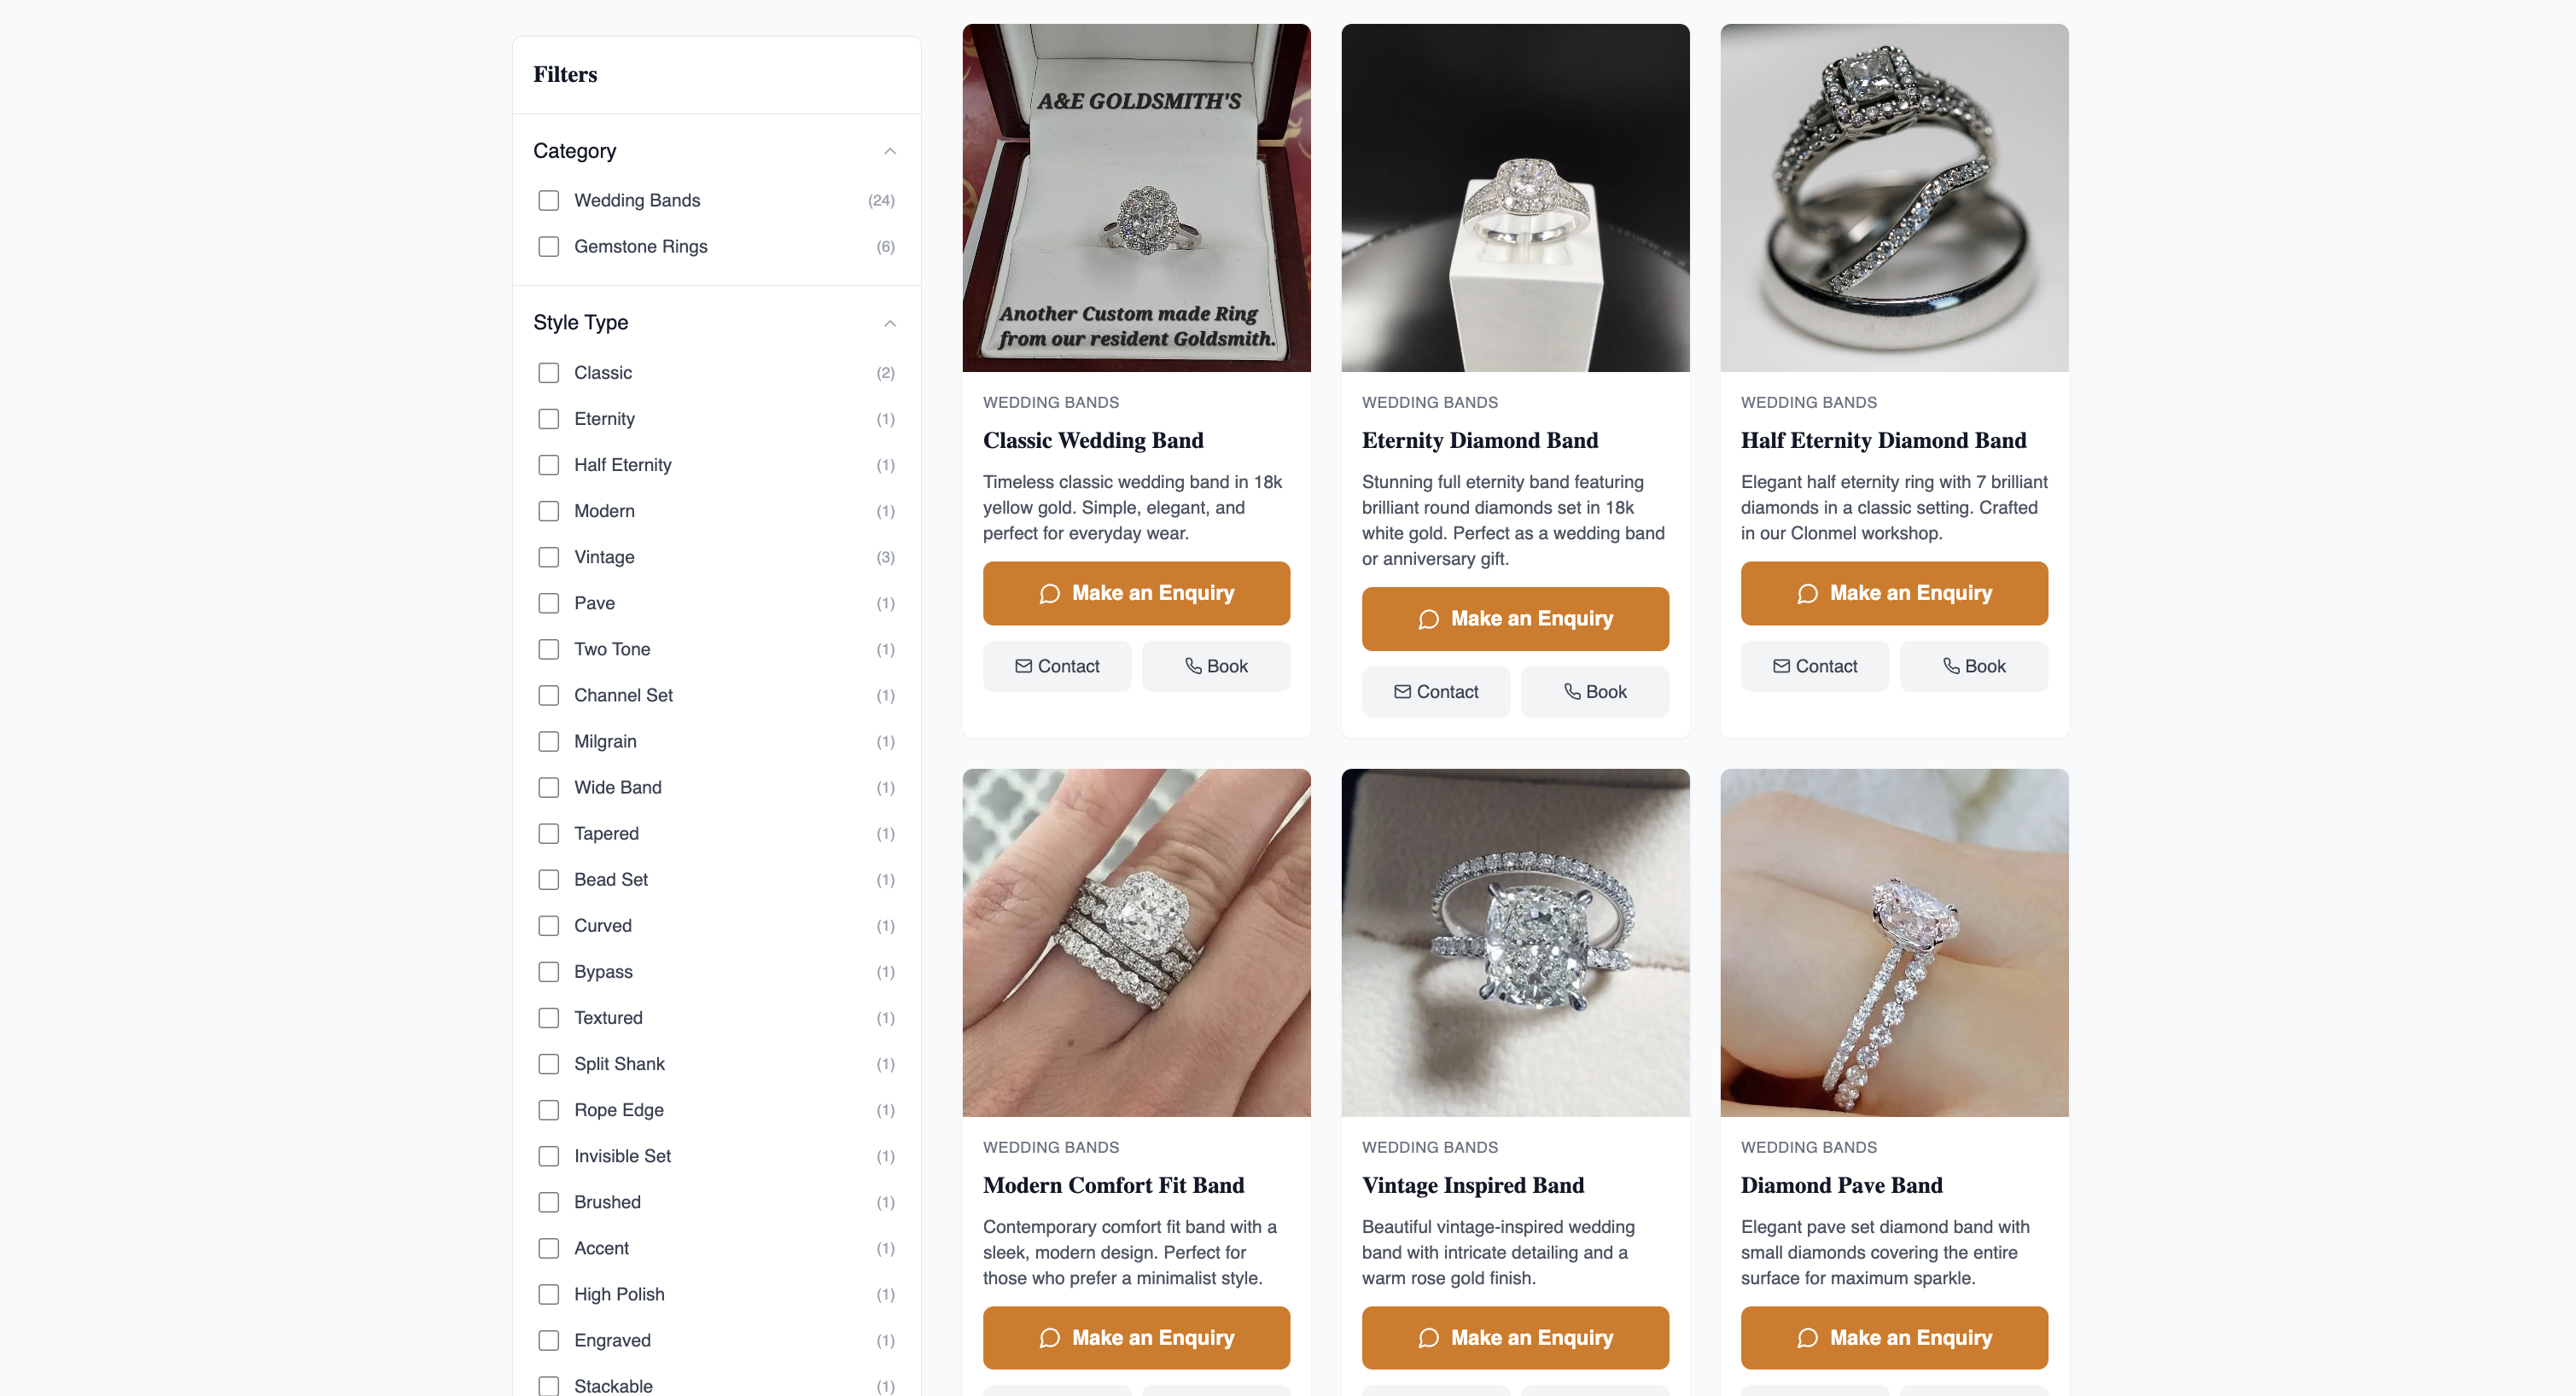 Filters
Category
Wedding Bands (24)
Gemstone Rings (6)
Style Type
Classic (2)
Eternity (1)
Half Eternity (1)
Modern (1)
Vintage (3)
Pave (1)
Two Tone (1)
Channel Set (1)
Milgrain (1)
Wide Band (1)
Tapered (1)
Bead Set (1)
Curved (1)
Bypass (1)
Textured (1)
Split Shank (1)
Rope Edge (1)
Invisible Set (1)
Brushed (1)
Accent (1)
High Polish (1)
Engraved (1)
Stackable (1)
A&E GOLDSMITH'S
Another Custom made Ring
from our resident Goldsmith.
WEDDING BANDS
Classic Wedding Band
Timeless classic wedding band in 18k
yellow gold. Simple, elegant, and
perfect for everyday wear.
Make an Enquiry
Contact
Book
WEDDING BANDS
Eternity Diamond Band
Stunning full eternity band featuring
brilliant round diamonds set in 18k
white gold. Perfect as a wedding band
or anniversary gift.
Make an Enquiry
Contact
Book
WEDDING BANDS
Half Eternity Diamond Band
Elegant half eternity ring with 7 brilliant
diamonds in a classic setting. Crafted
in our Clonmel workshop.
Make an Enquiry
Contact
Book
WEDDING BANDS
Modern Comfort Fit Band
Contemporary comfort fit band with a
sleek, modern design. Perfect for
those who prefer a minimalist style.
Make an Enquiry
WEDDING BANDS
Vintage Inspired Band
Beautiful vintage-inspired wedding
band with intricate detailing and a
warm rose gold finish.
Make an Enquiry
WEDDING BANDS
Diamond Pave Band
Elegant pave set diamond band with
small diamonds covering the entire
surface for maximum sparkle.
Make an Enquiry